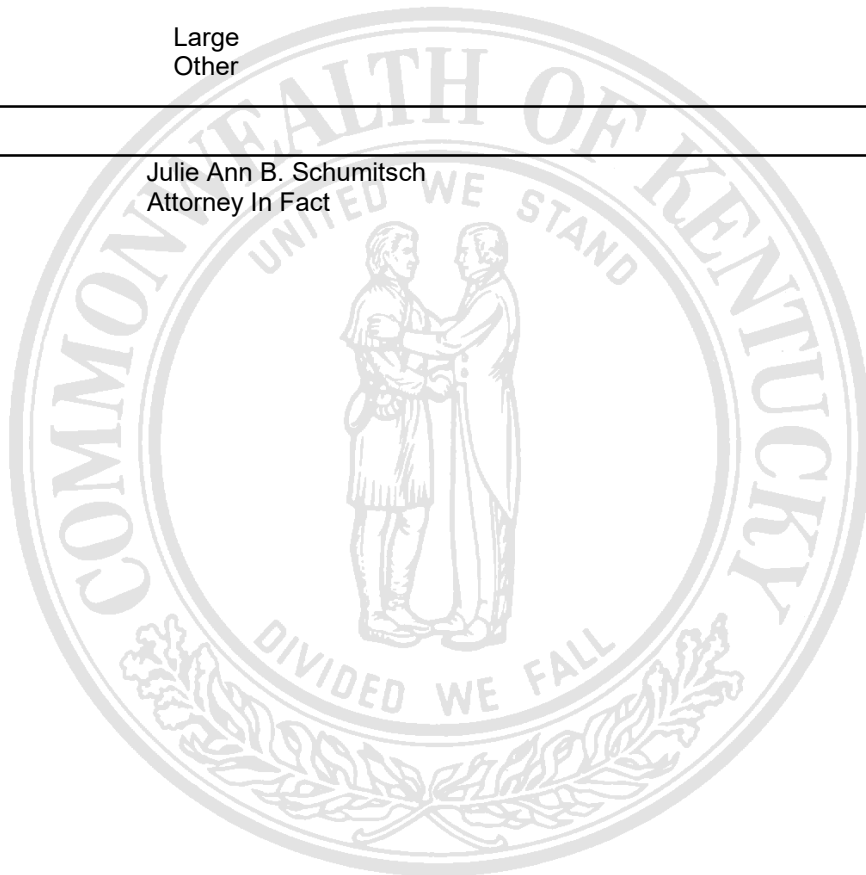 Large
Other
COMMONWEALTH OF KENTUCKY
Julie Ann B. Schumitsch
Attorney In Fact
UNITED WE STAND
DIVIDED WE FALL